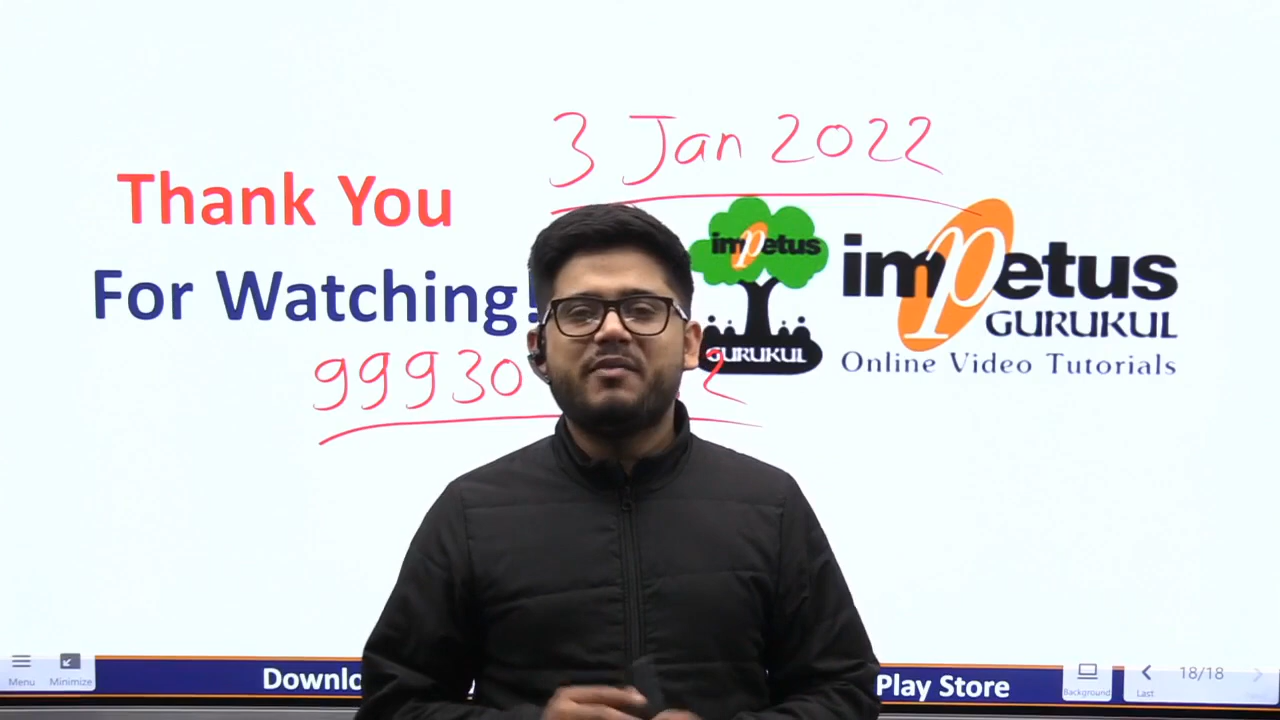 3 Jan 2022
Thank You
For Watching!
99930
2
impetus
GURUKUL
impetus
GURUKUL
Online Video Tutorials
Menu
Minimize
Play Store
Background
Last
18/18